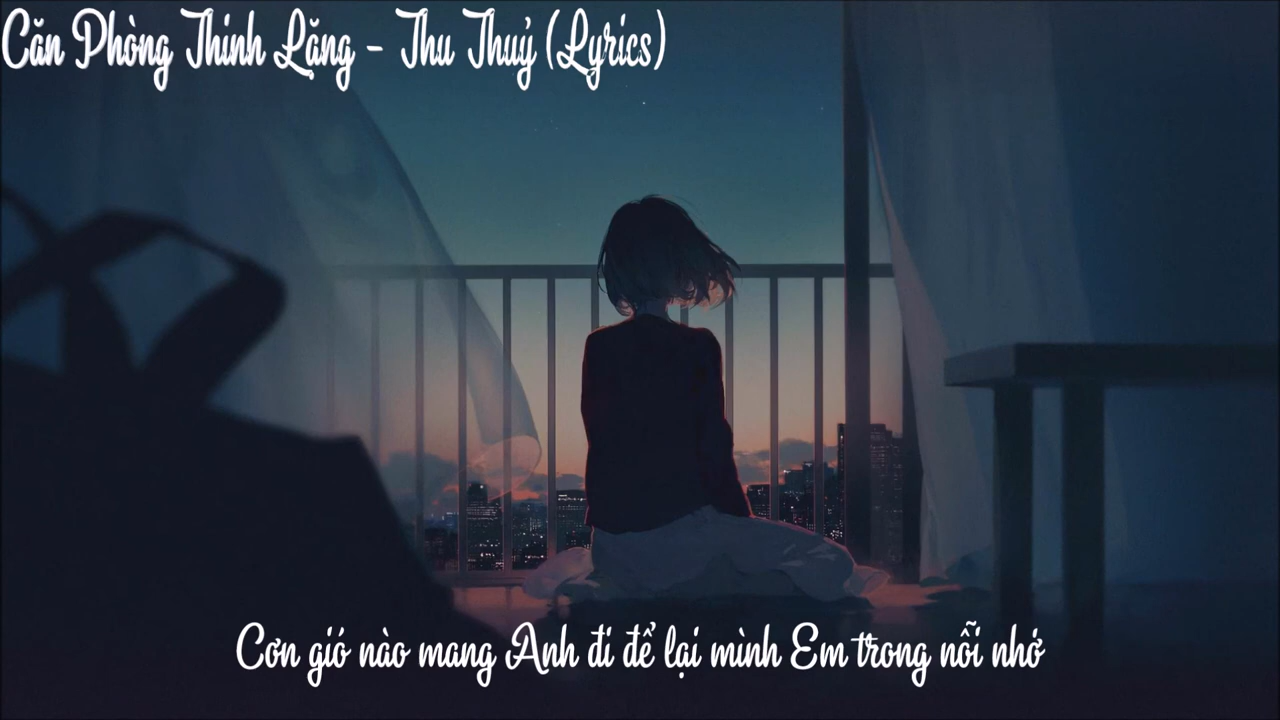 Căn Phòng Thinh Lăng - Thu Thuỷ (Lyrics)
Cơn gió nào mang Anh đi để lại mình Em trong nỗi nhớ